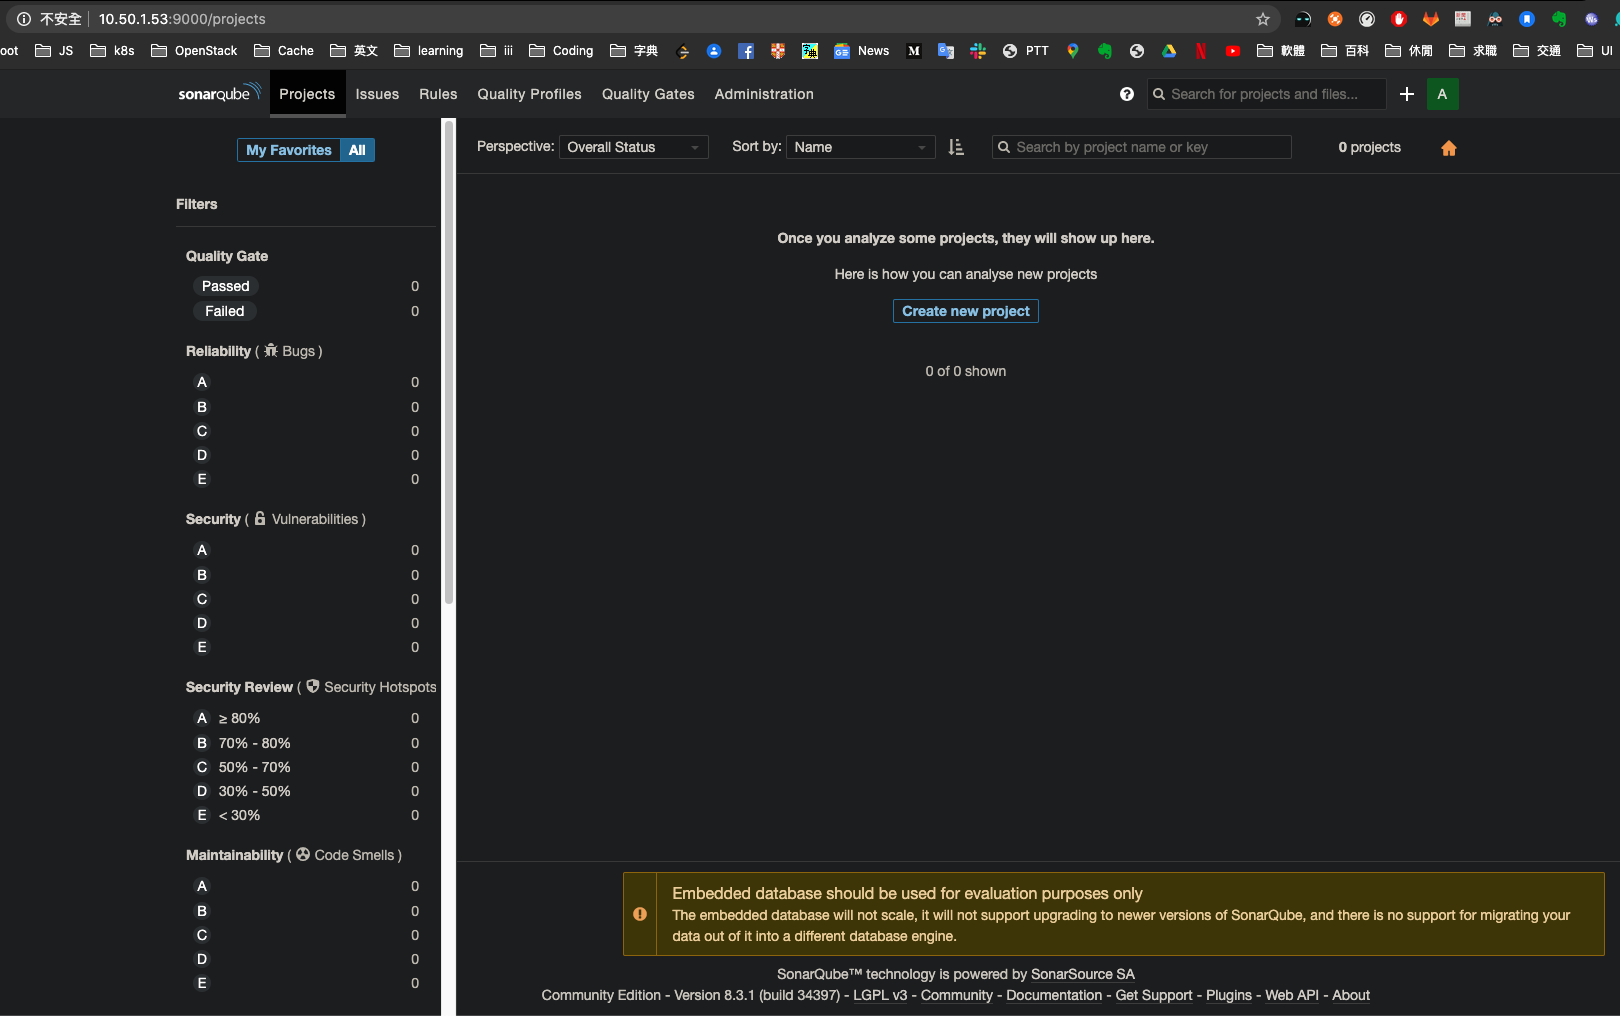 不安全 10.50.1.53:9000/projects
oot JS k8s OpenStack Cache 英文 learning iii Coding 字典 News PTT 軟體 百科 休閒 求職 交通 UI
sonarqube Projects Issues Rules Quality Profiles Quality Gates Administration Search for projects and files... A
My Favorites All
Perspective: Overall Status Sort by: Name Search by project name or key 0 projects
Filters
Quality Gate
Passed 0
Failed 0
Reliability ( Bugs )
A 0
B 0
C 0
D 0
E 0
Security ( Vulnerabilities )
A 0
B 0
C 0
D 0
E 0
Security Review ( Security Hotspots
A ≥ 80% 0
B 70% - 80% 0
C 50% - 70% 0
D 30% - 50% 0
E < 30% 0
Maintainability ( Code Smells )
A 0
B 0
C 0
D 0
E 0
Once you analyze some projects, they will show up here.
Here is how you can analyse new projects
Create new project
0 of 0 shown
Embedded database should be used for evaluation purposes only
The embedded database will not scale, it will not support upgrading to newer versions of SonarQube, and there is no support for migrating your
data out of it into a different database engine.
SonarQube™ technology is powered by SonarSource SA
Community Edition - Version 8.3.1 (build 34397) - LGPL v3 - Community - Documentation - Get Support - Plugins - Web API - About